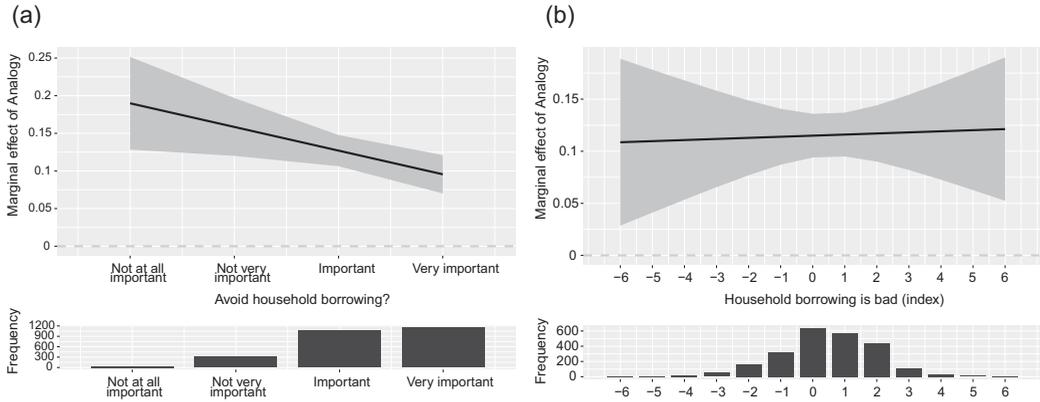 (a)
Marginal effect of Analogy
0.25
0.2
0.15
0.1
0.05
0
Not at all
important
Not very
important
Important
Very important
Avoid household borrowing?
Frequency
1200
900
600
300
0
Not at all
important
Not very
important
Important
Very important
(b)
Marginal effect of Analogy
0.15
0.1
0.05
0
−6 −5 −4 −3 −2 −1 0 1 2 3 4 5 6
Household borrowing is bad (index)
Frequency
600
400
200
0
−6 −5 −4 −3 −2 −1 0 1 2 3 4 5 6